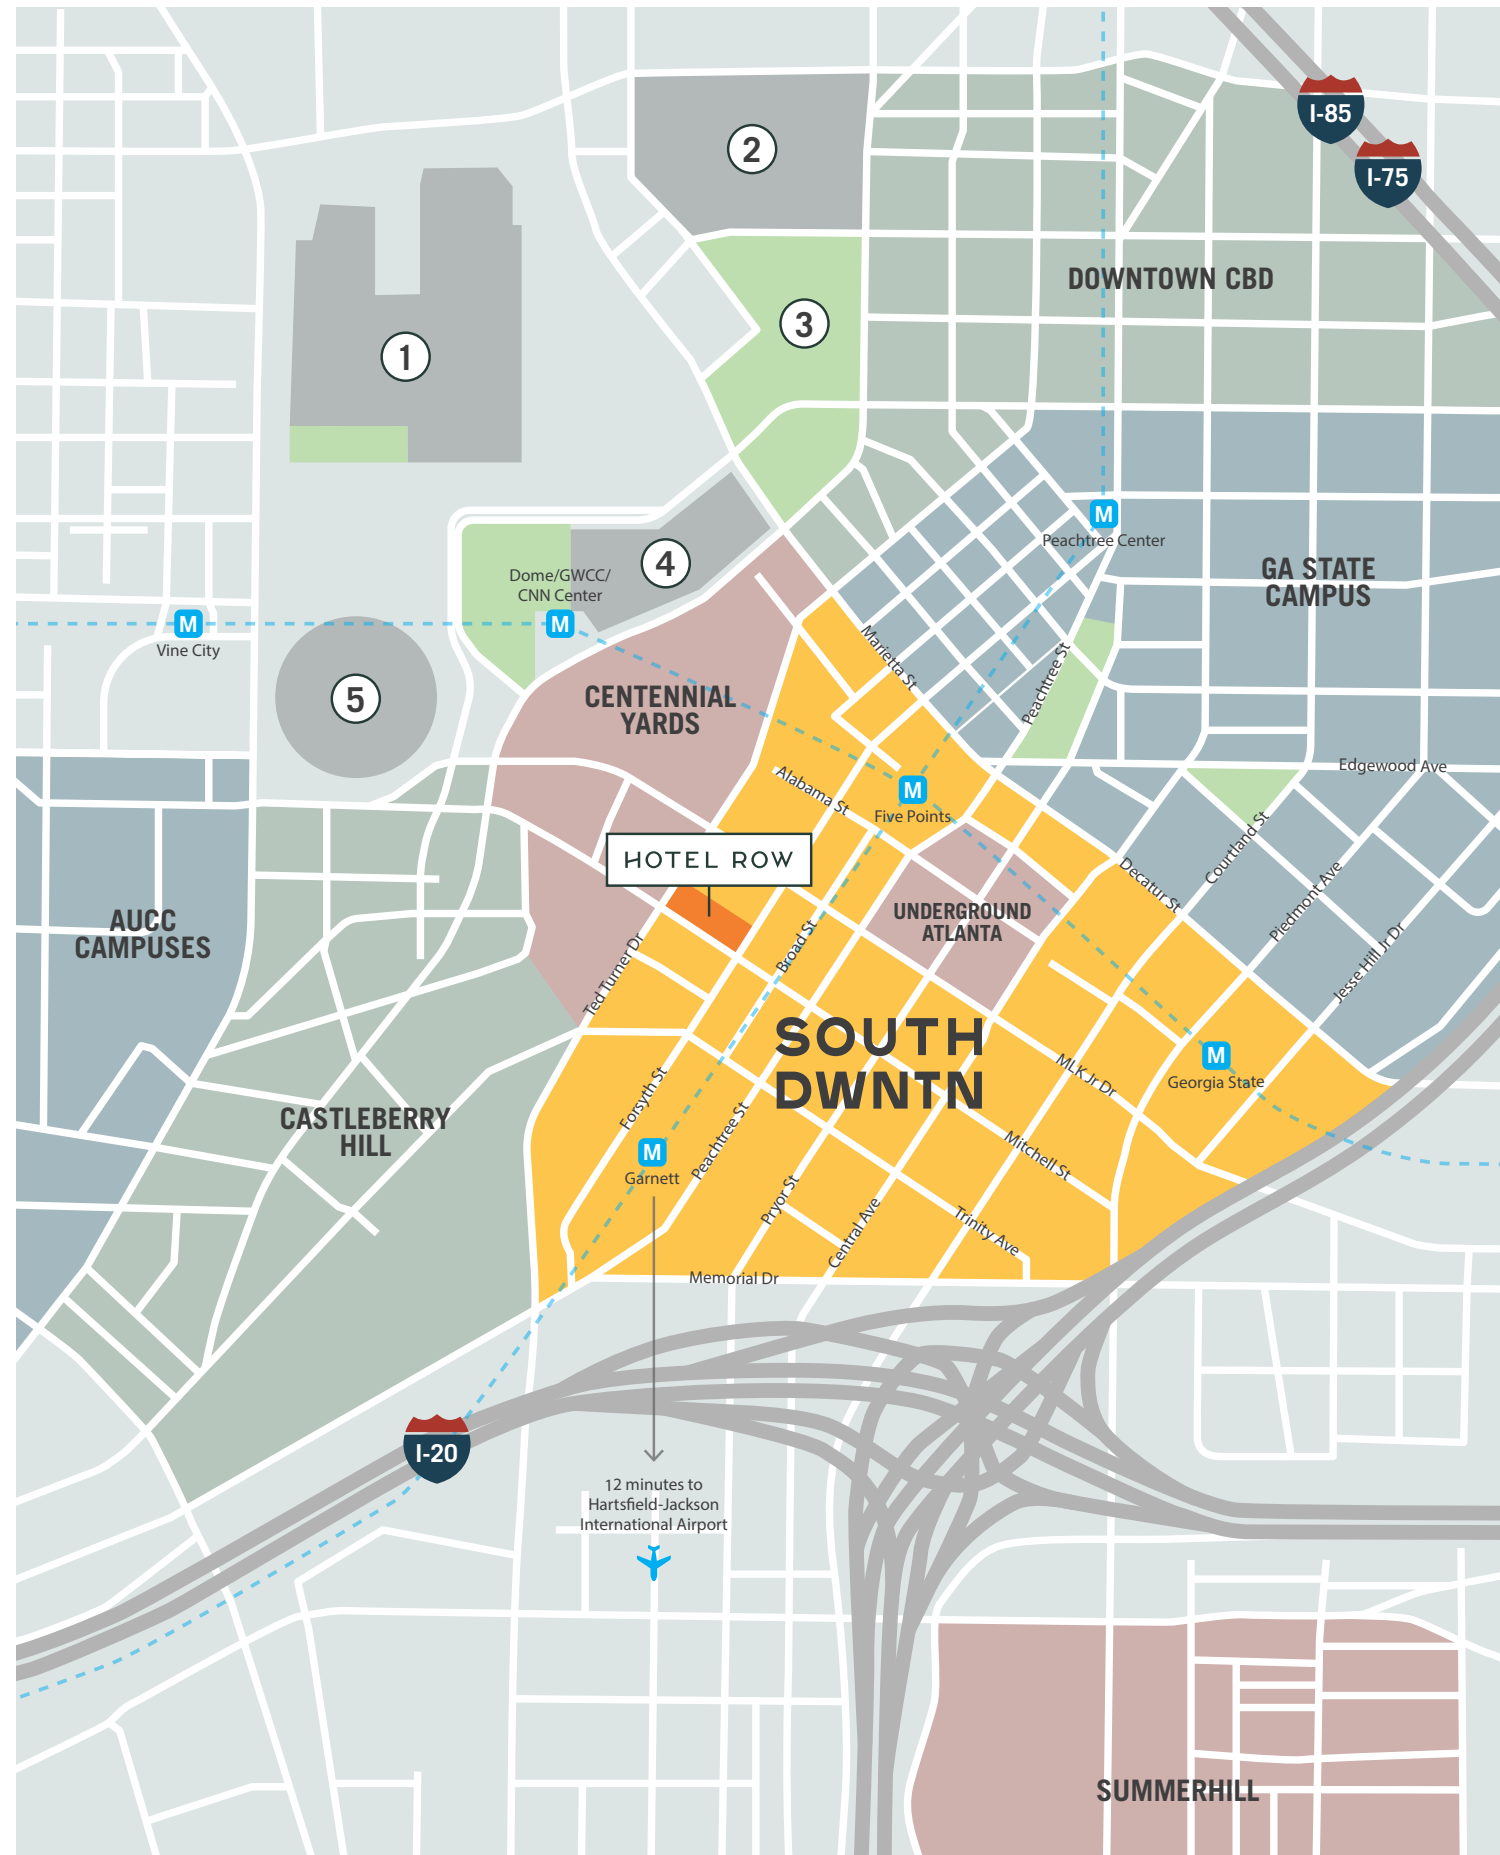 I-85
I-75
2
DOWNTOWN CBD
3
1
M
Peachtree Center
GA STATE
CAMPUS
4
Dome/GWCC/
CNN Center
M
M
Vine City
5
CENTENNIAL
YARDS
Marietta St
Peachtree St
Edgewood Ave
Alabama St
M
Five Points
HOTEL ROW
Courtland St
Decatur St
Piedmont Ave
Jesse Hill Jr Dr
UNDERGROUND
ATLANTA
AUCC
CAMPUSES
Ted Turner Dr
Broad St
SOUTH
DWNTN
MLK Jr Dr
M
Georgia State
CASTLEBERRY
HILL
Forsyth St
Peachtree St
Mitchell St
M
Garnett
Pryor St
Central Ave
Trinity Ave
Memorial Dr
I-20
12 minutes to
Hartsfield-Jackson
International Airport
SUMMERHILL